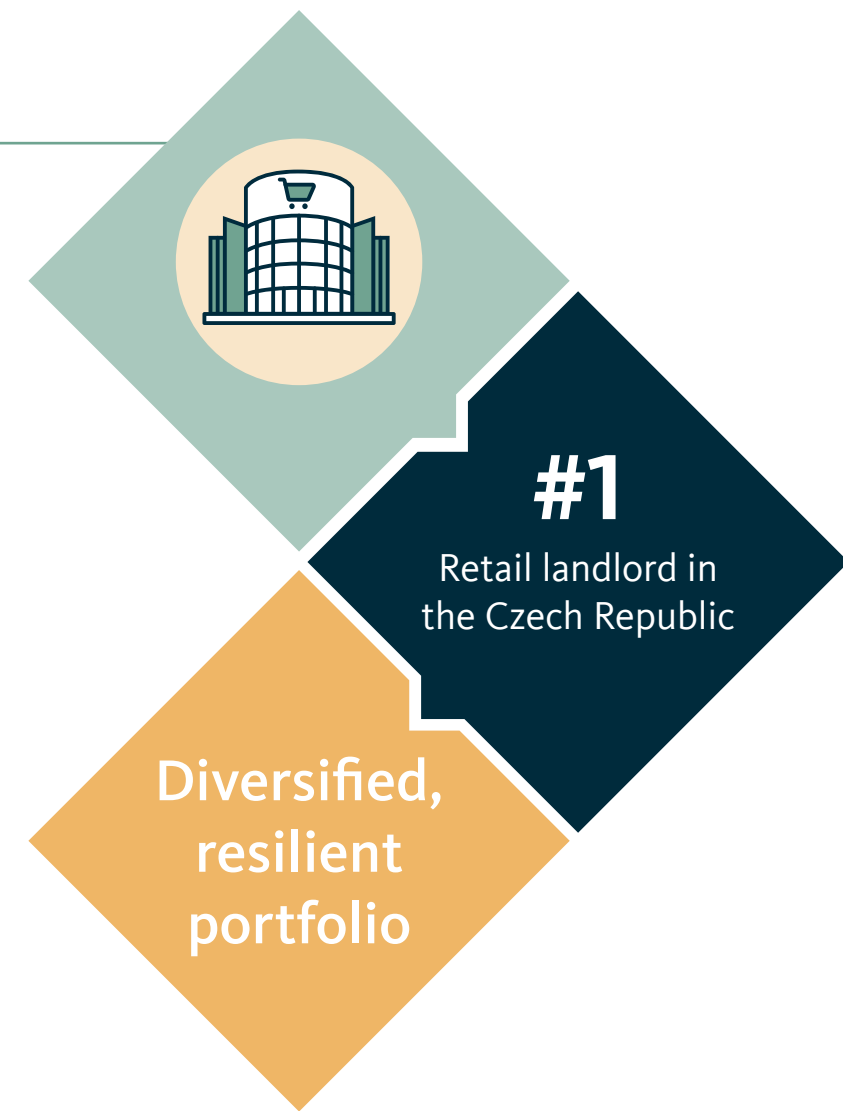 #1
Retail landlord in
the Czech Republic
Diversified,
resilient
portfolio